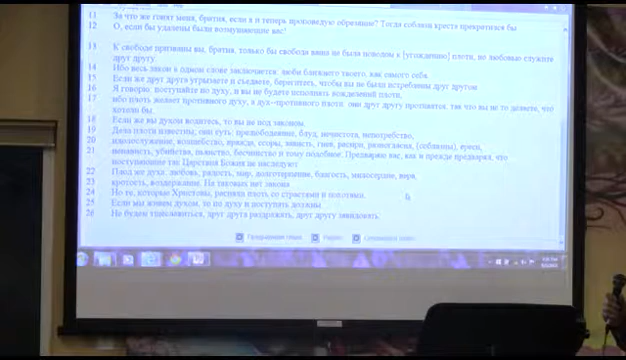 11 За что же гонят меня, братия, если я и теперь проповедую обрезание? Тогда соблазн креста прекратился бы
12 О, если бы удалены были возмущающие вас!
13 К свободе призваны вы, братия, только бы свобода ваша не была поводом к [угождению] плоти, но любовью служите
друг другу.
14 Ибо весь закон в одном слове заключается: люби ближнего твоего, как самого себя.
15 Если же друг друга угрызаете и съедаете, берегитесь, чтобы вы не были истреблены друг другом
16 Я говорю: поступайте по духу, и вы не будете исполнять вожделений плоти,
17 ибо плоть желает противного духу, а дух--противного плоти: они друг другу противятся, так что вы не то делаете, что
хотели бы.
18 Если же вы духом водитесь, то вы не под законом.
19 Дела плоти известны; они суть: прелюбодеяние, блуд, нечистота, непотребство,
20 идолослужение, волшебство, вражда, ссоры, зависть, гнев, распри, разногласия, (соблазны), ереси,
21 ненависть, убийства, пьянство, бесчинство и тому подобное. Предваряю вас, как и прежде предварял, что
поступающие так Царствия Божия не наследуют.
22 Плод же духа: любовь, радость, мир, долготерпение, благость, милосердие, вера,
23 кротость, воздержание. На таковых нет закона.
24 Но те, которые Христовы, распяли плоть со страстями и похотями.
25 Если мы живем духом, то по духу и поступать должны.
26 Не будем тщеславиться, друг друга раздражать, друг другу завидовать.